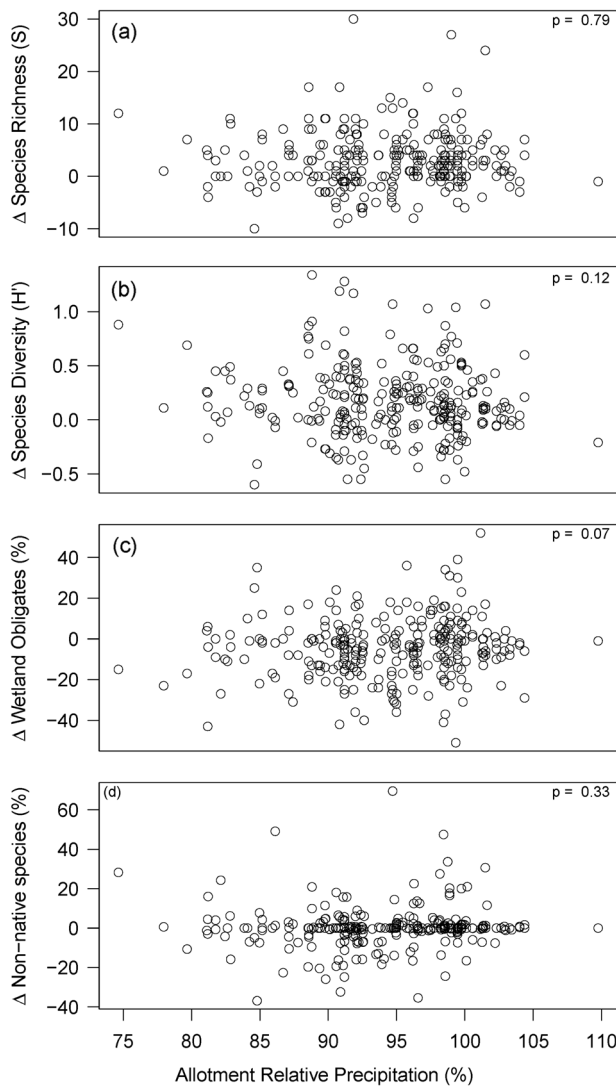 (a)
p = 0.79
Δ Species Richness (S)
30
20
10
0
−10
(b)
p = 0.12
Δ Species Diversity (H')
1.0
0.5
0.0
−0.5
(c)
p = 0.07
Δ Wetland Obligates (%)
40
20
0
−20
−40
(d)
p = 0.33
Δ Non−native species (%)
60
40
20
0
−20
−40
75 80 85 90 95 100 105 110
Allotment Relative Precipitation (%)